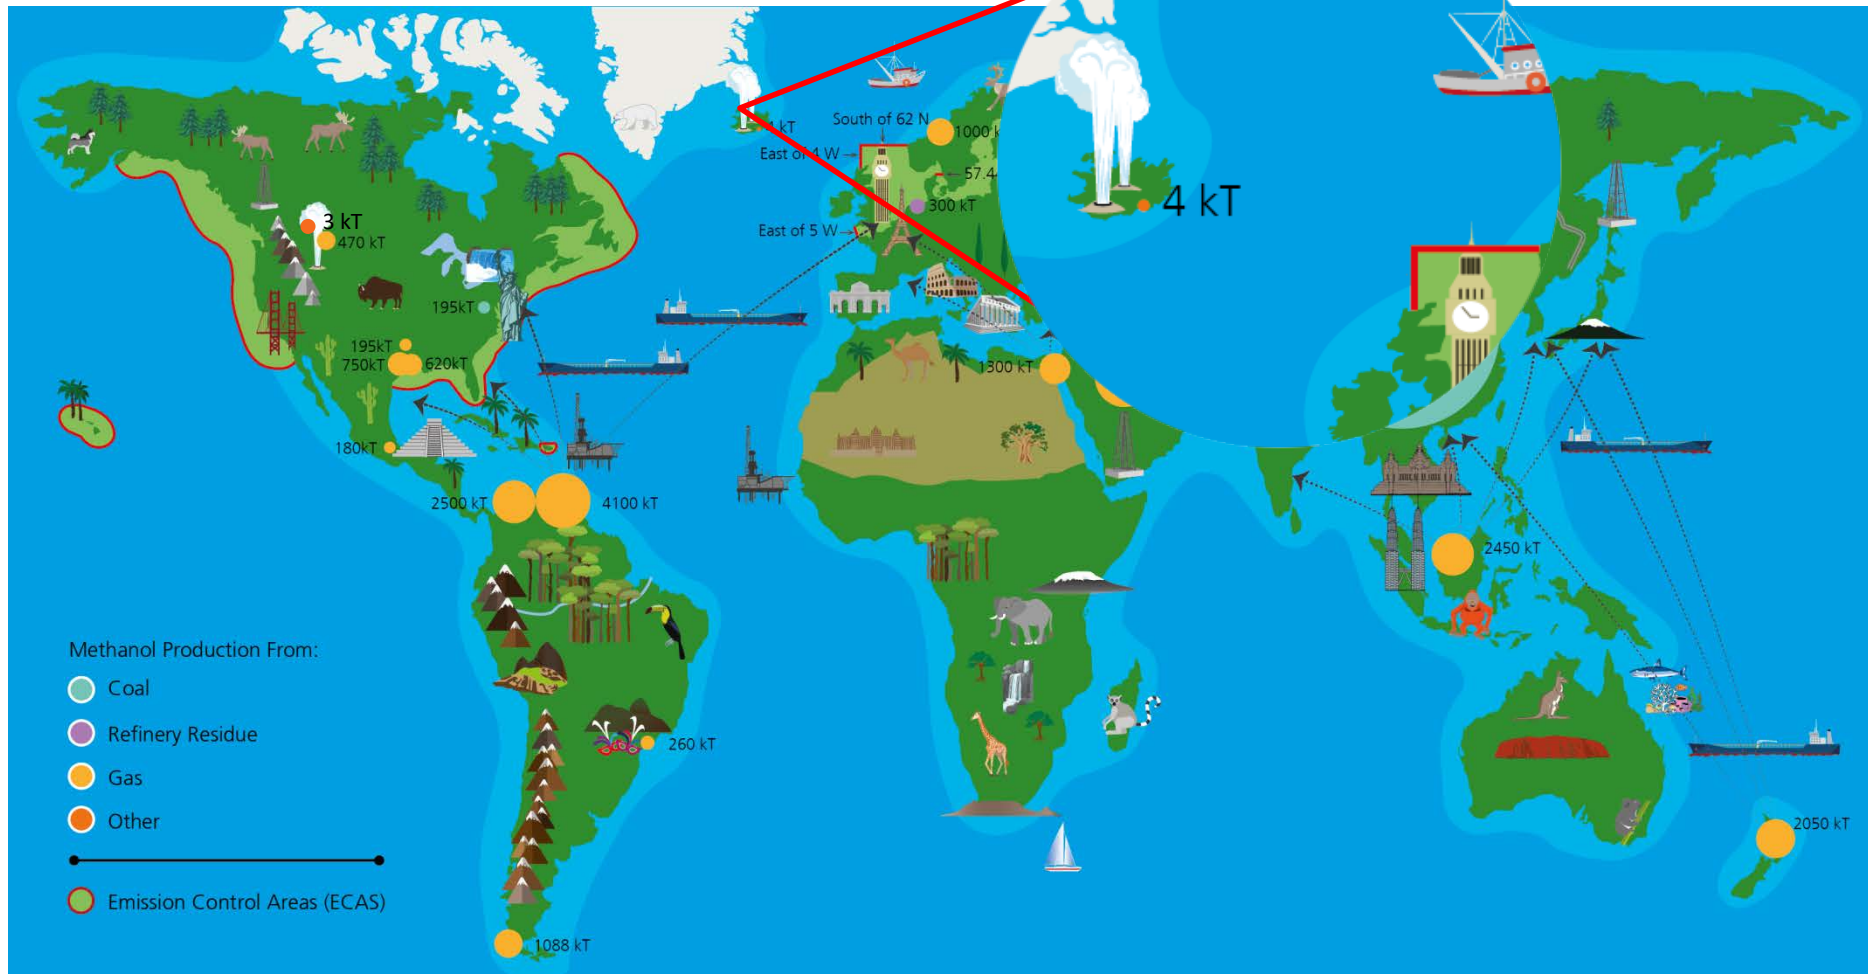 South of 62 N
1000 k
East of 4 W
57.4
300 kT
East of 5 W
4 kT
kT
3 kT
470 kT
195kT
195kT
750kT
620kT
180kT
1300 kT
2500 kT
4100 kT
2450 kT
260 kT
2050 kT
1088 kT
Methanol Production From:
Coal
Refinery Residue
Gas
Other
Emission Control Areas (ECAS)